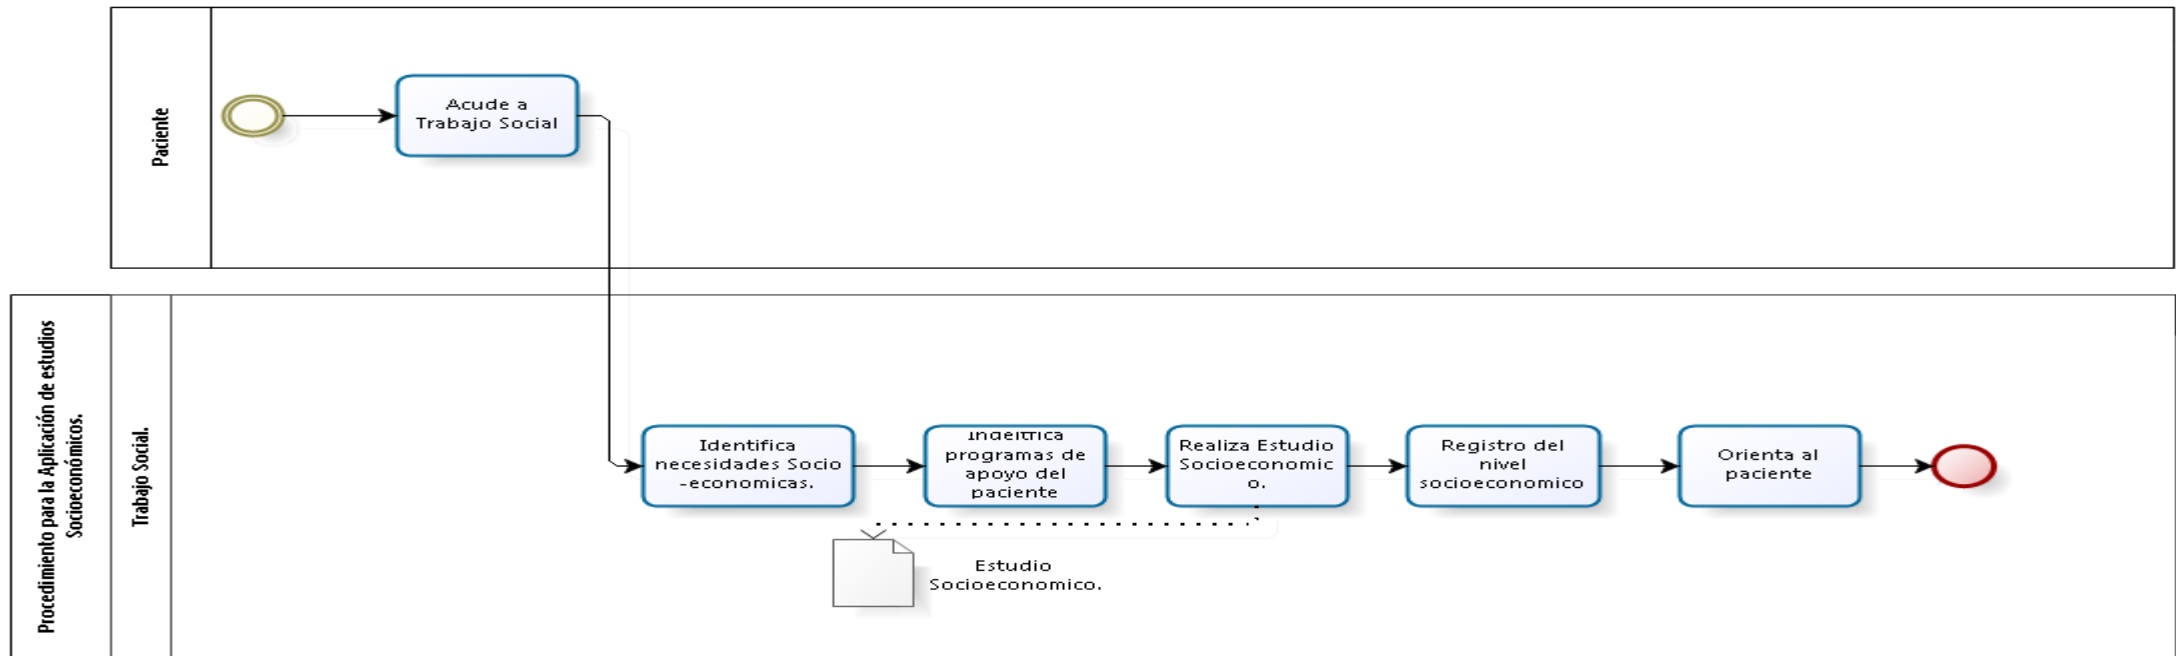 Paciente
Acude a
Trabajo Social
Procedimiento para la Aplicación de estudios
Socioeconómicos.
Trabajo Social.
Identifica
necesidades Socio
-economicas.
programas de
apoyo del
paciente
Realiza Estudio
Socioeconomic
o.
Registro del
nivel
socioeconomico
Orienta al
paciente
Estudio
Socioeconomico.